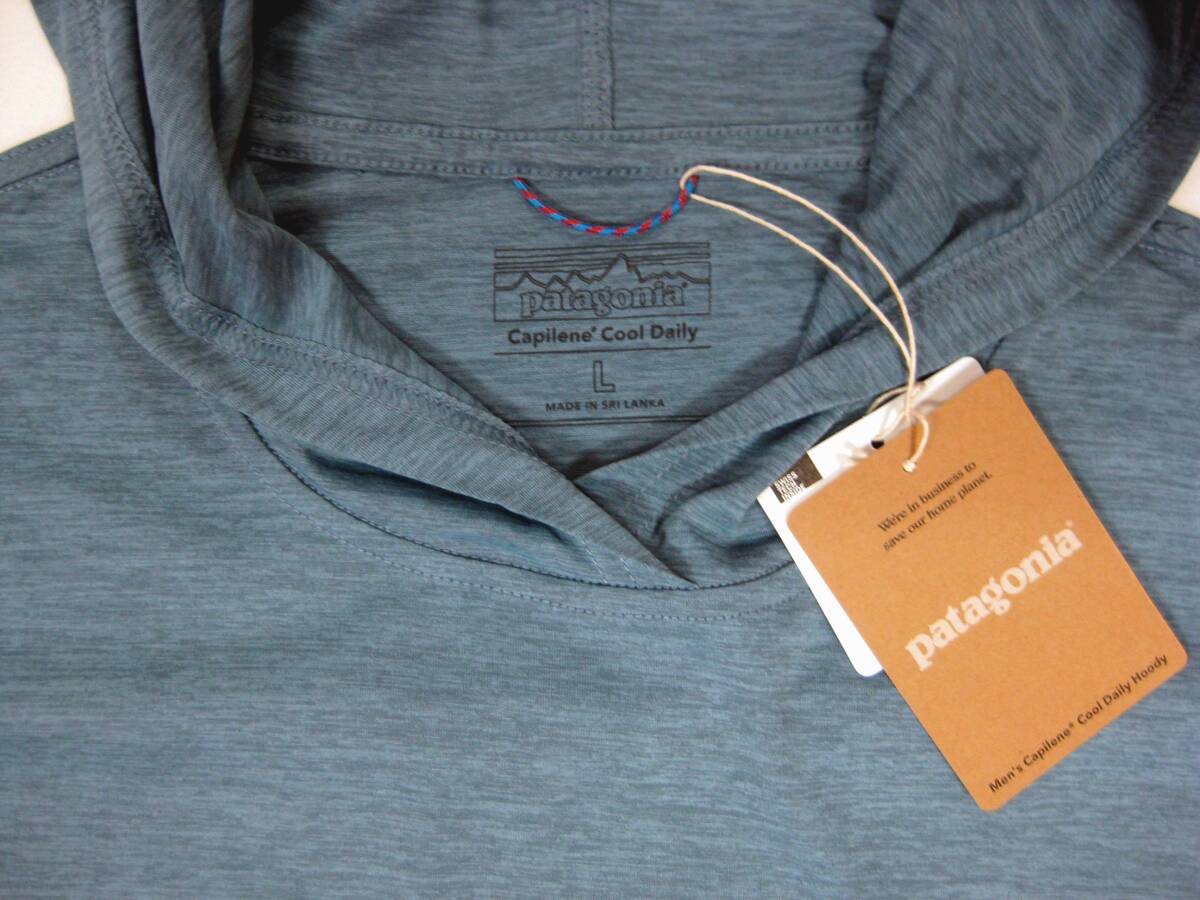 patagonia®
Capilene® Cool Daily
L
MADE IN SRI LANKA
We're in business to
save our home planet.
patagonia®
Men's Capilene® Cool Daily Hoody